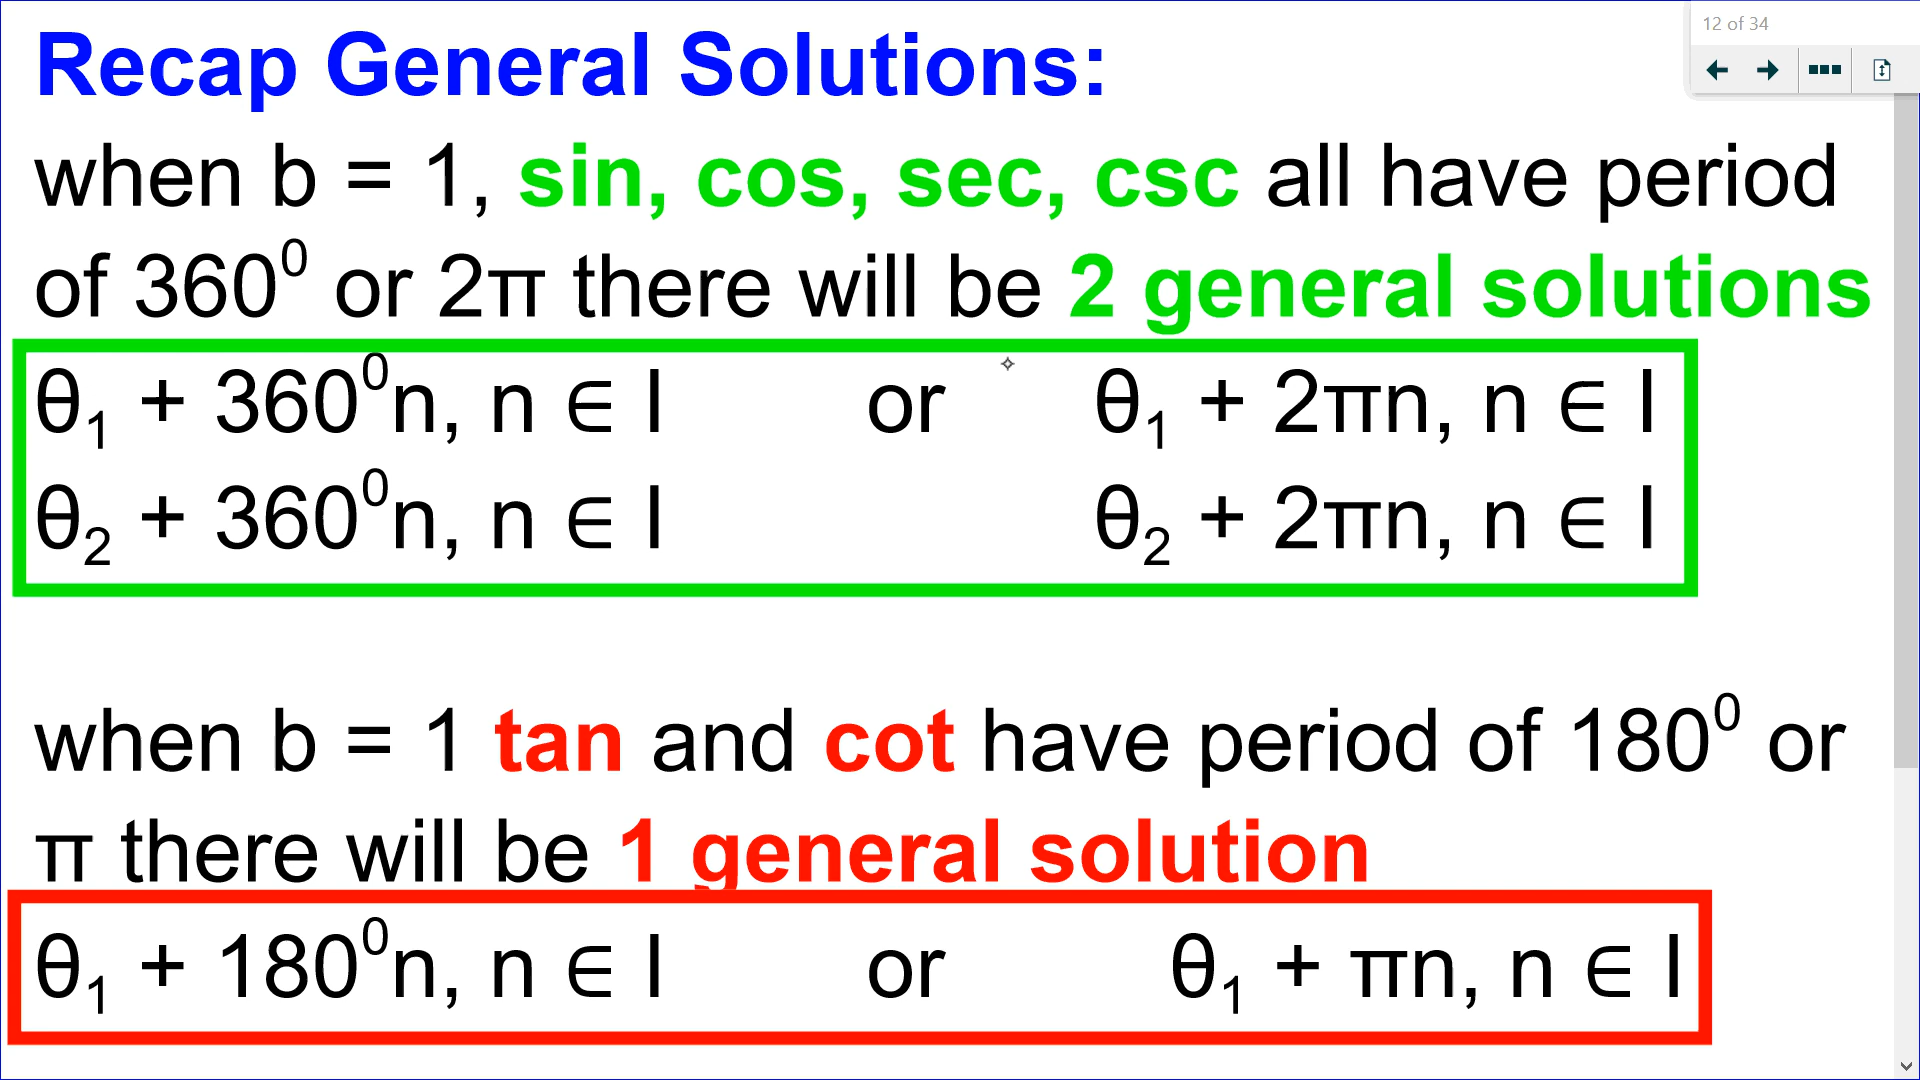 12 of 34
Recap General Solutions:
when b = 1, sin, cos, sec, csc all have period
of 360⁰ or 2π there will be 2 general solutions
θ₁ + 360⁰n, n ∈ I or θ₁ + 2πn, n ∈ I
θ₂ + 360⁰n, n ∈ I θ₂ + 2πn, n ∈ I
when b = 1 tan and cot have period of 180⁰ or
π there will be 1 general solution
θ₁ + 180⁰n, n ∈ I or θ₁ + πn, n ∈ I